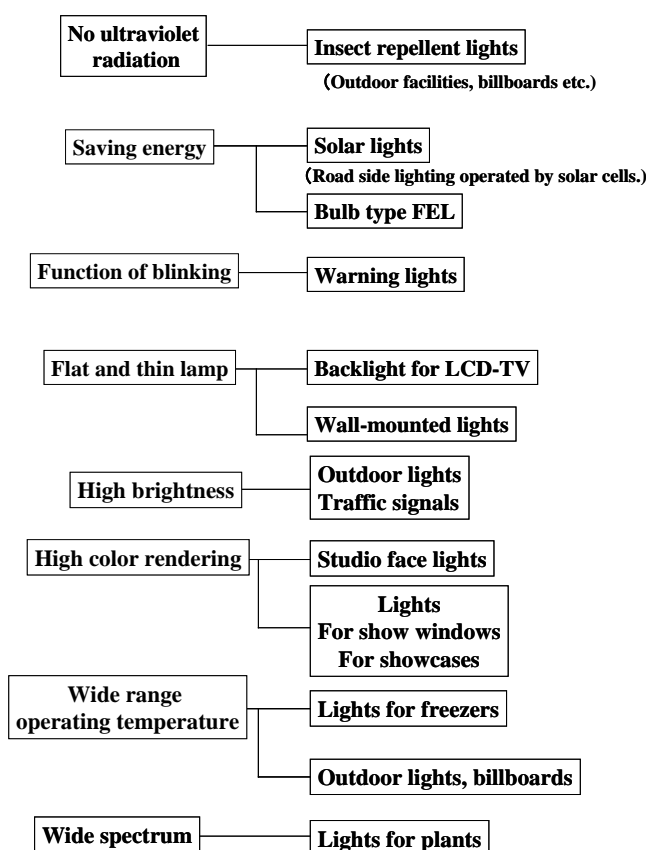 No ultraviolet
radiation
Insect repellent lights
(Outdoor facilities, billboards etc.)
Saving energy
Solar lights
(Road side lighting operated by solar cells.)
Bulb type FEL
Function of blinking
Warning lights
Flat and thin lamp
Backlight for LCD-TV
Wall-mounted lights
High brightness
Outdoor lights
Traffic signals
High color rendering
Studio face lights
Lights
For show windows
For showcases
Wide range
operating temperature
Lights for freezers
Outdoor lights, billboards
Wide spectrum
Lights for plants